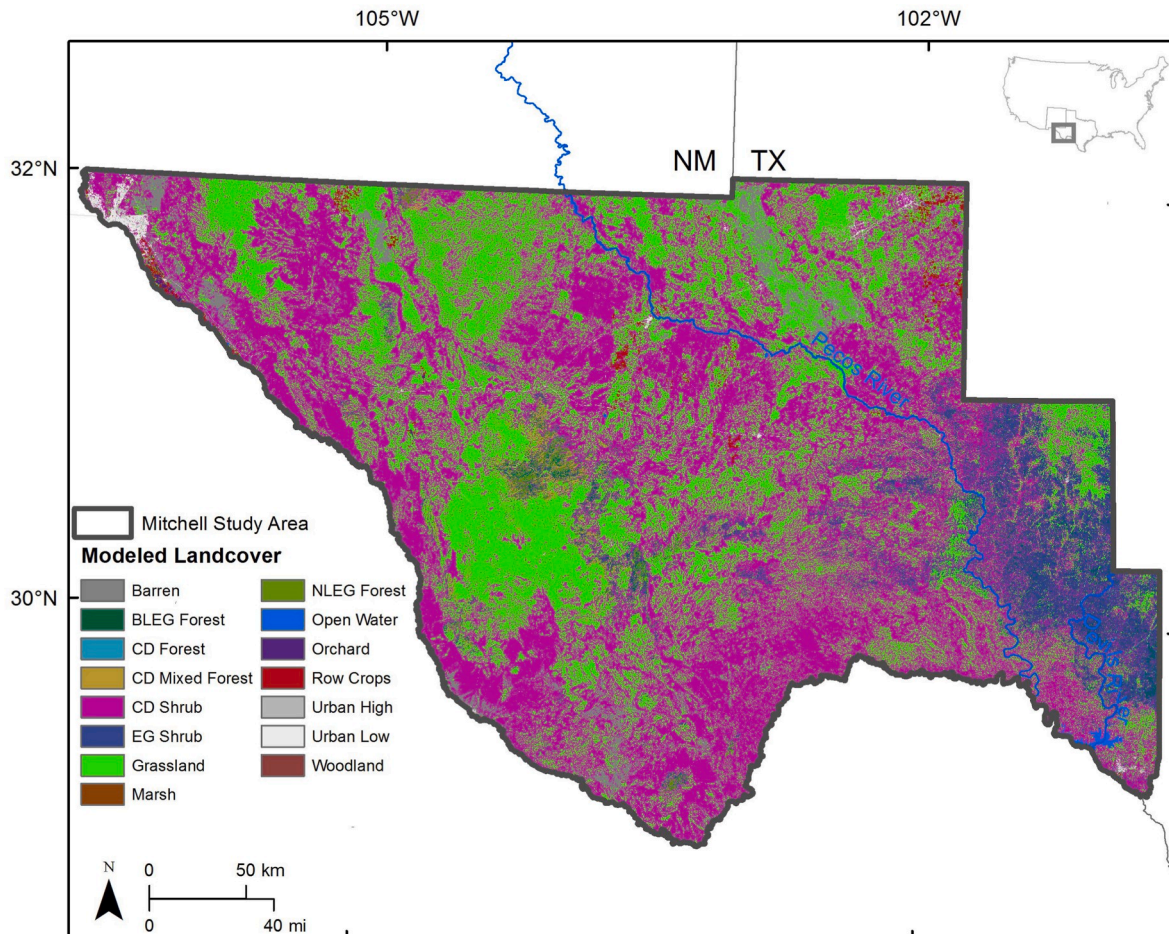 105°W
102°W
32°N
NM
TX
Pecos River
Mitchell Study Area
Modeled Landcover
Barren
BLEG Forest
CD Forest
CD Mixed Forest
CD Shrub
EG Shrub
Grassland
Marsh
NLEG Forest
Open Water
Orchard
Row Crops
Urban High
Urban Low
Woodland
30°N
River
N
0
50 km
0
40 mi